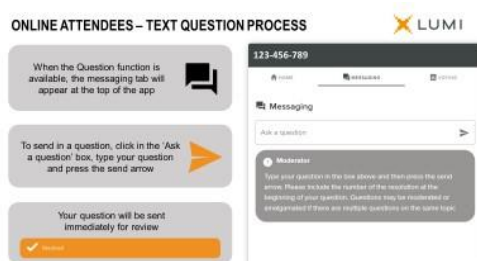 ONLINE ATTENDEES – TEXT QUESTION PROCESS
LUMI
When the Question function is
available, the messaging tab will
appear at the top of the app
To send in a question, click in the 'Ask
a question' box, type your question
and press the send arrow
Your question will be sent
immediately for review
Received
123-456-789
HOME
MESSAGING
VOTING
Messaging
Ask a question
Moderator
Type your question in the box above and then press the send
arrow. Please include the number of the resolution at the
beginning of your question. Questions may be moderated or
amalgamated if there are multiple questions on the same topic.